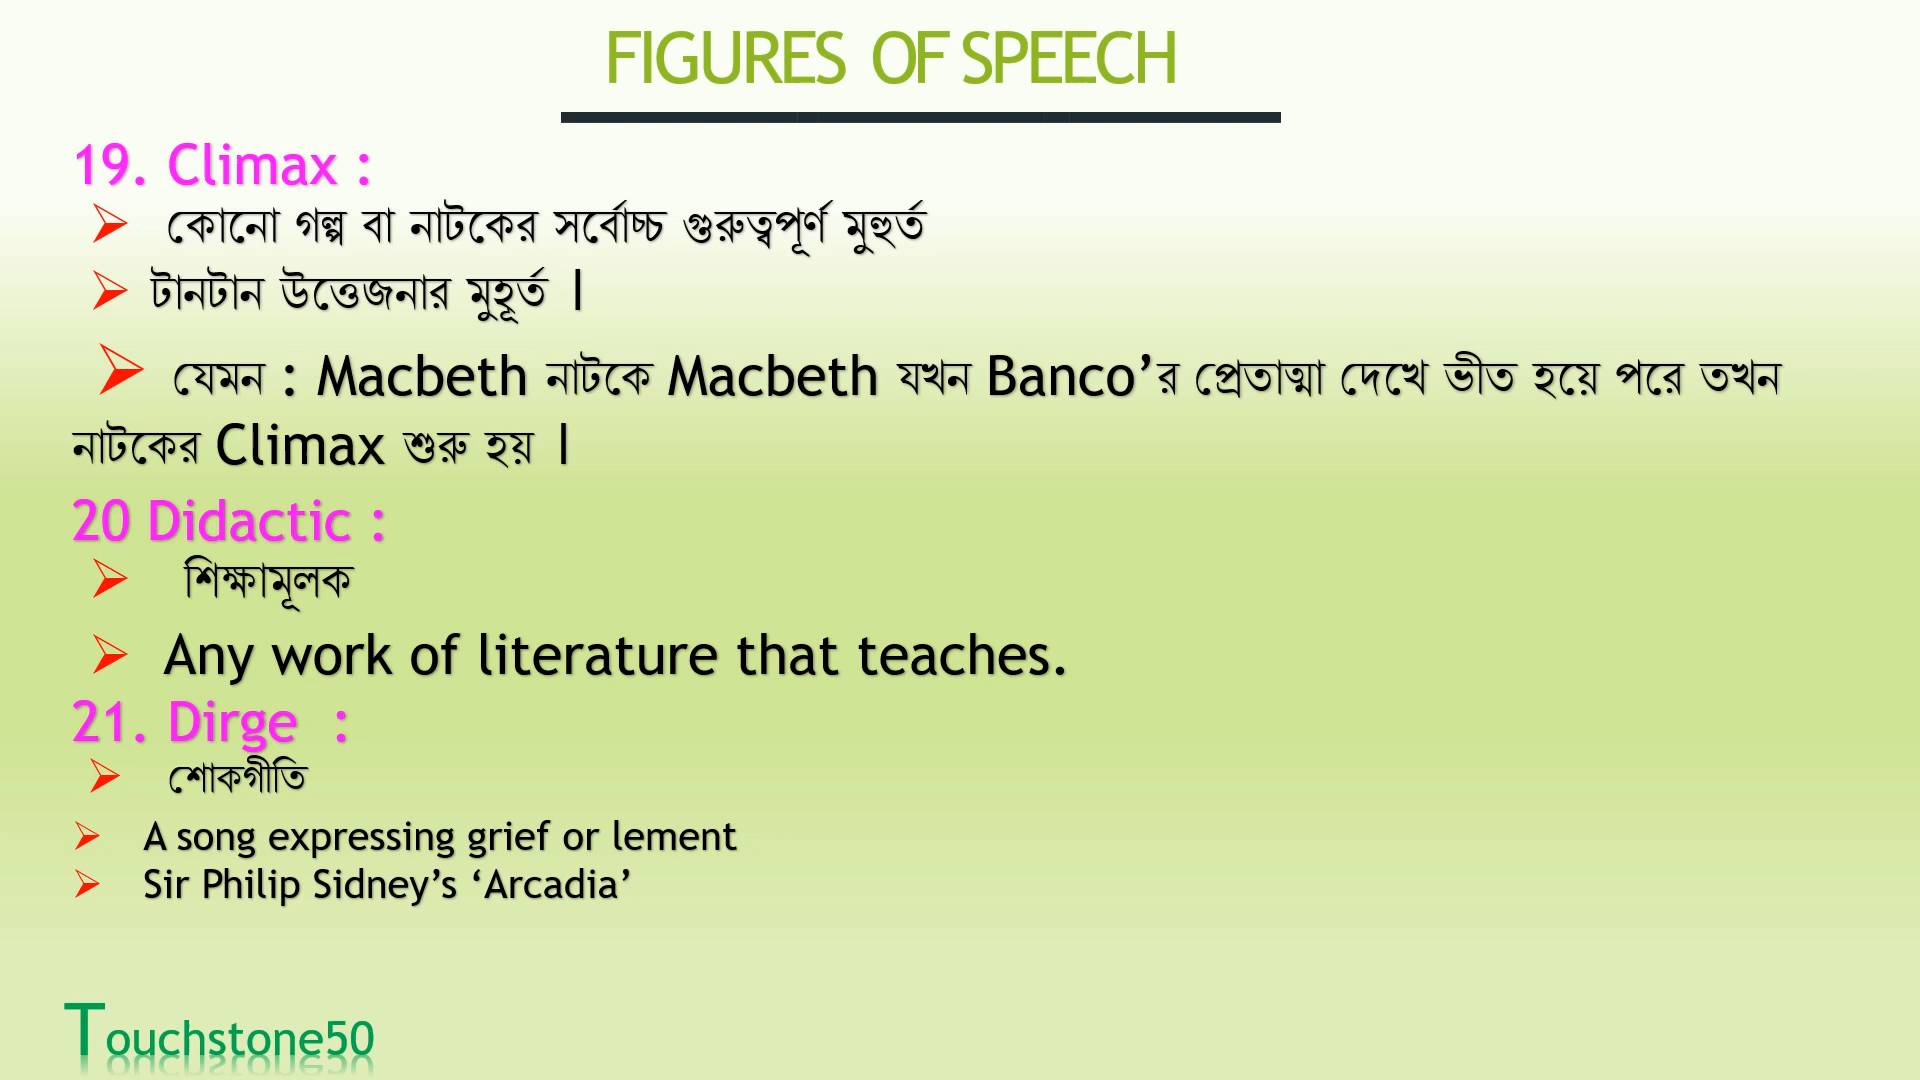 FIGURES OF SPEECH
19. Climax :
➢ কোনো গল্প বা নাটকের সর্বোচ্চ গুরুত্বপূর্ণ মুহুর্ত
➢ টানটান উত্তেজনার মুহূর্ত ।
➢ যেমন : Macbeth নাটকে Macbeth যখন Banco’র প্রেতাত্মা দেখে ভীত হয়ে পরে তখন
নাটকের Climax শুরু হয় ।
20 Didactic :
➢ শিক্ষামূলক
➢ Any work of literature that teaches.
21. Dirge :
➢ শোকগীতি
➢ A song expressing grief or lement
➢ Sir Philip Sidney’s ‘Arcadia’
Touchstone50